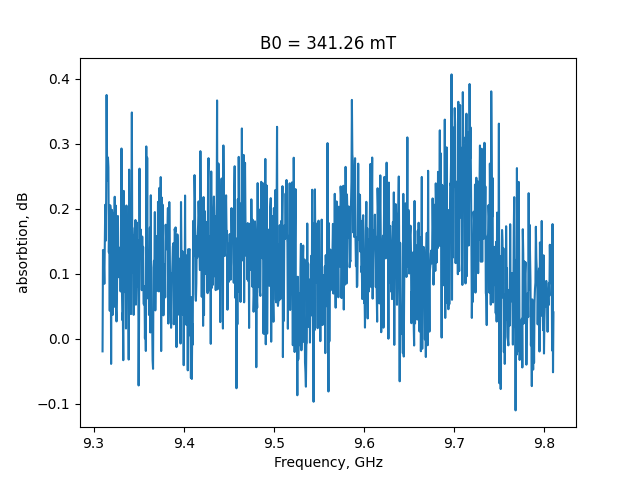 B0 = 341.26 mT
absorbtion, dB
0.4
0.3
0.2
0.1
0.0
−0.1
9.3 9.4 9.5 9.6 9.7 9.8
Frequency, GHz